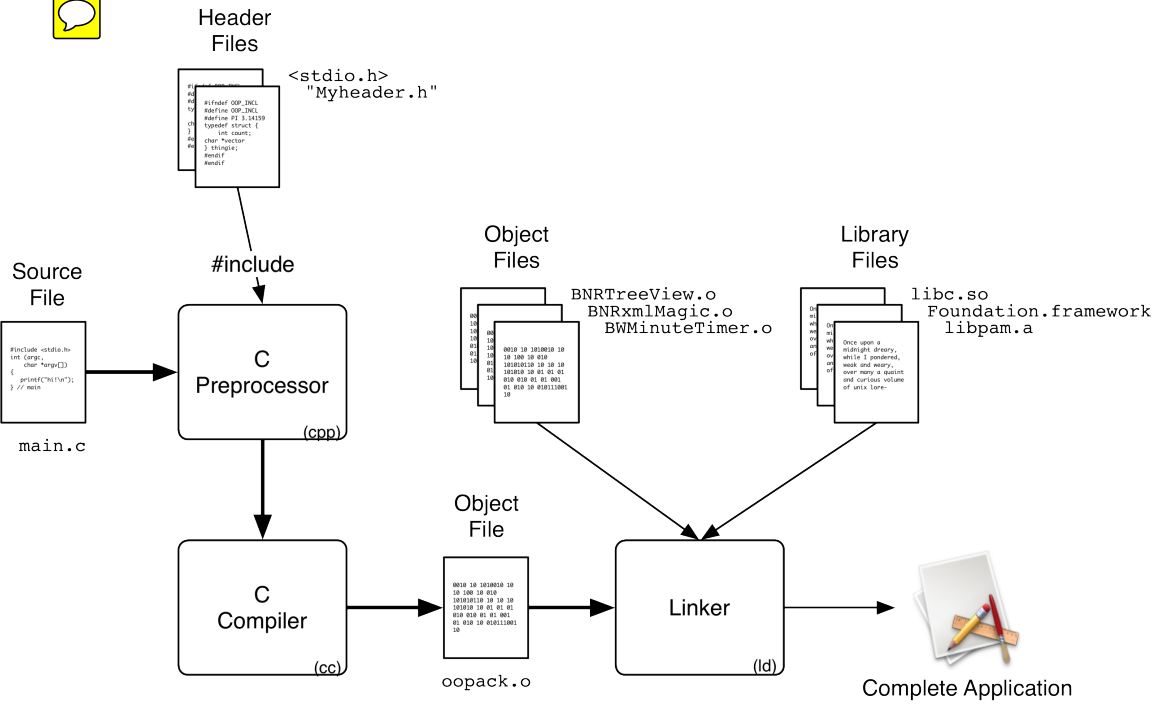 Header
Files
<stdio.h>
"Myheader.h"
#ifndef OOP_INCL
#define OOP_INCL
#define PI 3.14159
typedef struct {
int count;
char *vector
} thingie;
#endif
#endif
#include
Source
File
#include <stdio.h>
int (argc,
char *argv[])
{
printf("hi!\n");
} // main
main.c
C
Preprocessor
(cpp)
Object
Files
BNRTreeView.o
BNRxmlMagic.o
BWMinuteTimer.o
0010 10 1010010 10
10 100 10 010
101010110 10 10 10
101010 10 01 01 01
010 010 01 01 001
01 010 10 010111001
10
Library
Files
libc.so
Foundation.framework
libpam.a
Once upon a
midnight dreary,
while I pondered,
weak and weary,
over many a quaint
and curious volume
of unix lore-
C
Compiler
(cc)
Object
File
0010 10 1010010 10
10 100 10 010
101010110 10 10 10
101010 10 01 01 01
010 010 01 01 001
01 010 10 010111001
10
oopack.o
Linker
(ld)
Complete Application